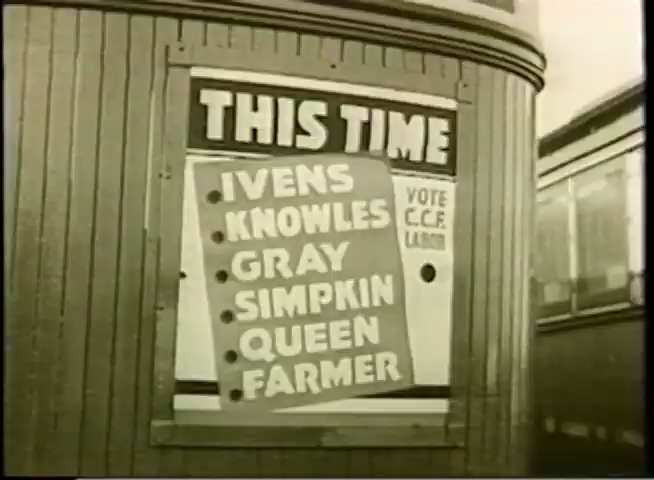 THIS TIME
IVENS
KNOWLES
GRAY
SIMPKIN
QUEEN
FARMER
VOTE
C.C.F.
LABOR